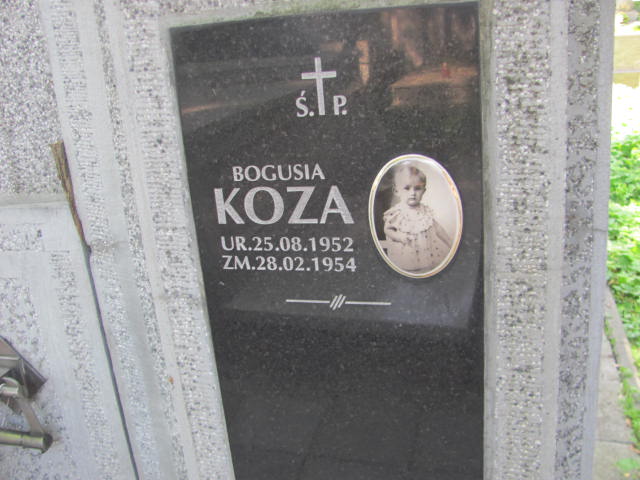 Ś. P.
BOGUSIA
KOZA
UR.25.08.1952
ZM.28.02.1954